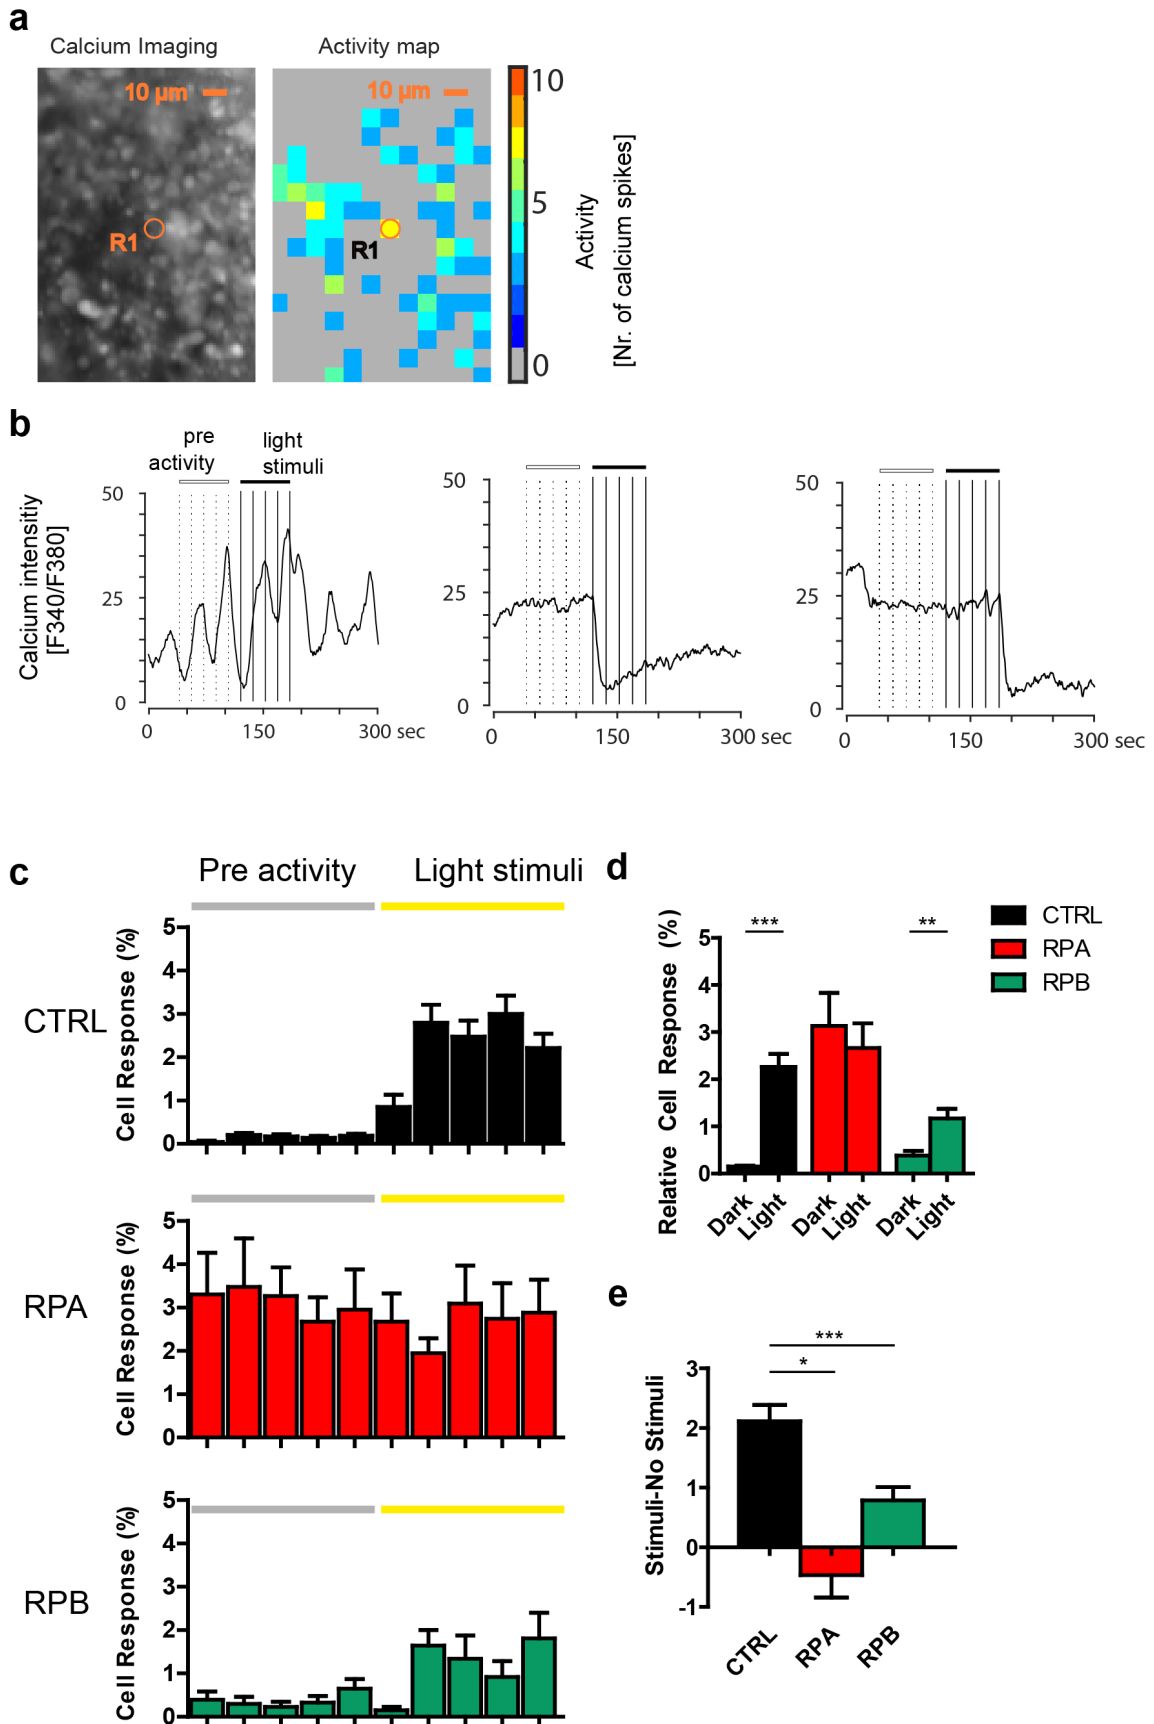 a
Calcium Imaging
Activity map
10 µm
R1
10 µm
R1
10
5
0
Activity
[Nr. of calcium spikes]
b
pre
activity
light
stimuli
Calcium intensitiy
[F340/F380]
50
25
0
0
150
300 sec
50
25
0
0
150
300 sec
50
25
0
0
150
300 sec
c
Pre activity
Light stimuli
CTRL
Cell Response (%)
5
4
3
2
1
0
RPA
Cell Response (%)
5
4
3
2
1
0
RPB
Cell Response (%)
5
4
3
2
1
0
d
Relative Cell Response (%)
5
4
3
2
1
0
***
**
Dark
Light
Dark
Light
Dark
Light
CTRL
RPA
RPB
e
Stimuli-No Stimuli
3
2
1
0
-1
***
*
CTRL
RPA
RPB